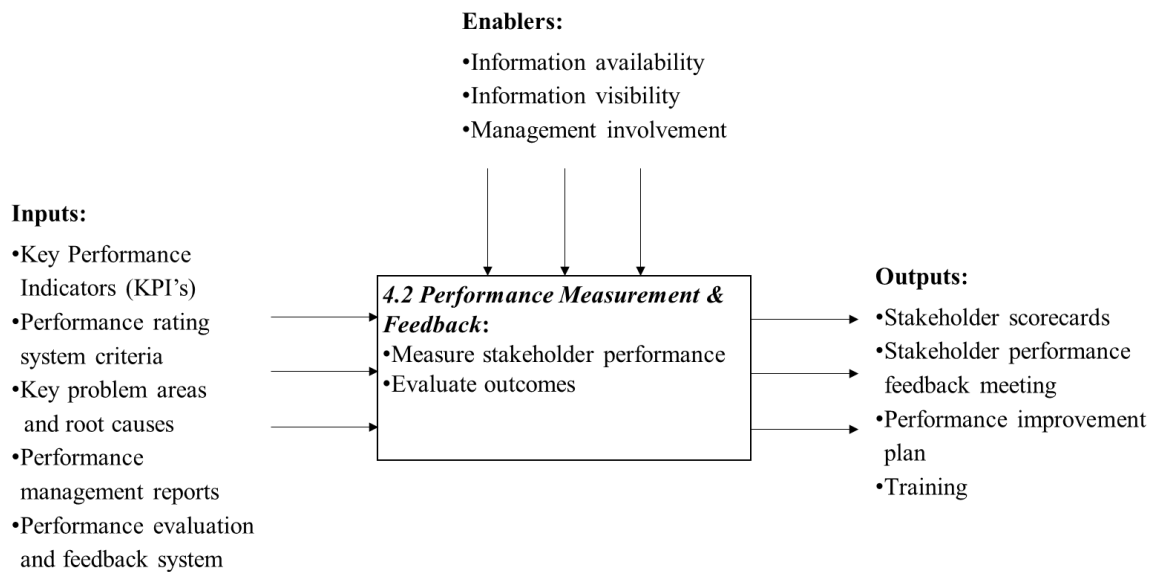 Enablers:
•Information availability
•Information visibility
•Management involvement
Inputs:
•Key Performance
Indicators (KPI’s)
•Performance rating
system criteria
•Key problem areas
and root causes
•Performance
management reports
•Performance evaluation
and feedback system
4.2 Performance Measurement &
Feedback:
•Measure stakeholder performance
•Evaluate outcomes
Outputs:
•Stakeholder scorecards
•Stakeholder performance
feedback meeting
•Performance improvement
plan
•Training